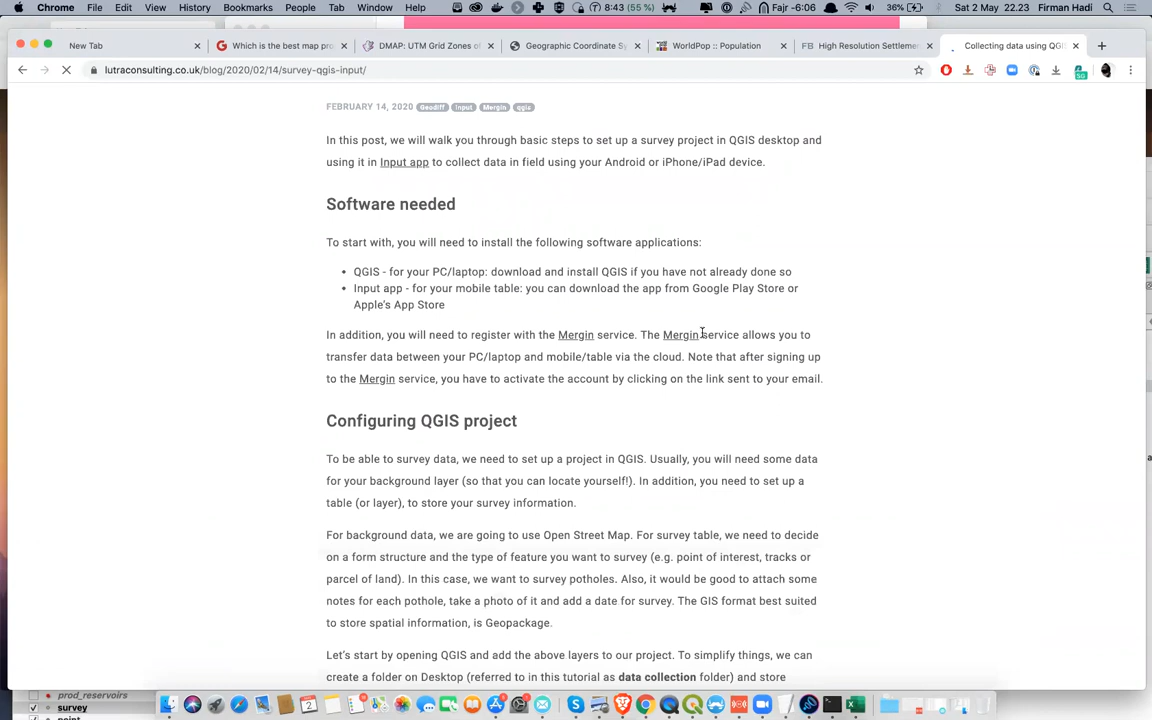 Chrome File Edit View History Bookmarks People Tab Window Help 8:43 (55 %) Fajr -6:06 36% Sat 2 May 22.23 Firman Hadi
New Tab Which is the best map pro DMAP: UTM Grid Zones of Geographic Coordinate Sy WorldPop :: Population High Resolution Settlemen Collecting data using QGI
lutraconsulting.co.uk/blog/2020/02/14/survey-qgis-input/
FEBRUARY 14, 2020 Geodiff Input Mergin qgis
In this post, we will walk you through basic steps to set up a survey project in QGIS desktop and
using it in Input app to collect data in field using your Android or iPhone/iPad device.
Software needed
To start with, you will need to install the following software applications:
• QGIS - for your PC/laptop: download and install QGIS if you have not already done so
• Input app - for your mobile table: you can download the app from Google Play Store or
Apple's App Store
In addition, you will need to register with the Mergin service. The Mergin service allows you to
transfer data between your PC/laptop and mobile/table via the cloud. Note that after signing up
to the Mergin service, you have to activate the account by clicking on the link sent to your email.
Configuring QGIS project
To be able to survey data, we need to set up a project in QGIS. Usually, you will need some data
for your background layer (so that you can locate yourself!). In addition, you need to set up a
table (or layer), to store your survey information.
For background data, we are going to use Open Street Map. For survey table, we need to decide
on a form structure and the type of feature you want to survey (e.g. point of interest, tracks or
parcel of land). In this case, we want to survey potholes. Also, it would be good to attach some
notes for each pothole, take a photo of it and add a date for survey. The GIS format best suited
to store spatial information, is Geopackage.
Let's start by opening QGIS and add the above layers to our project. To simplify things, we can
create a folder on Desktop (referred to in this tutorial as data collection folder) and store
prod_reservoirs
survey
point